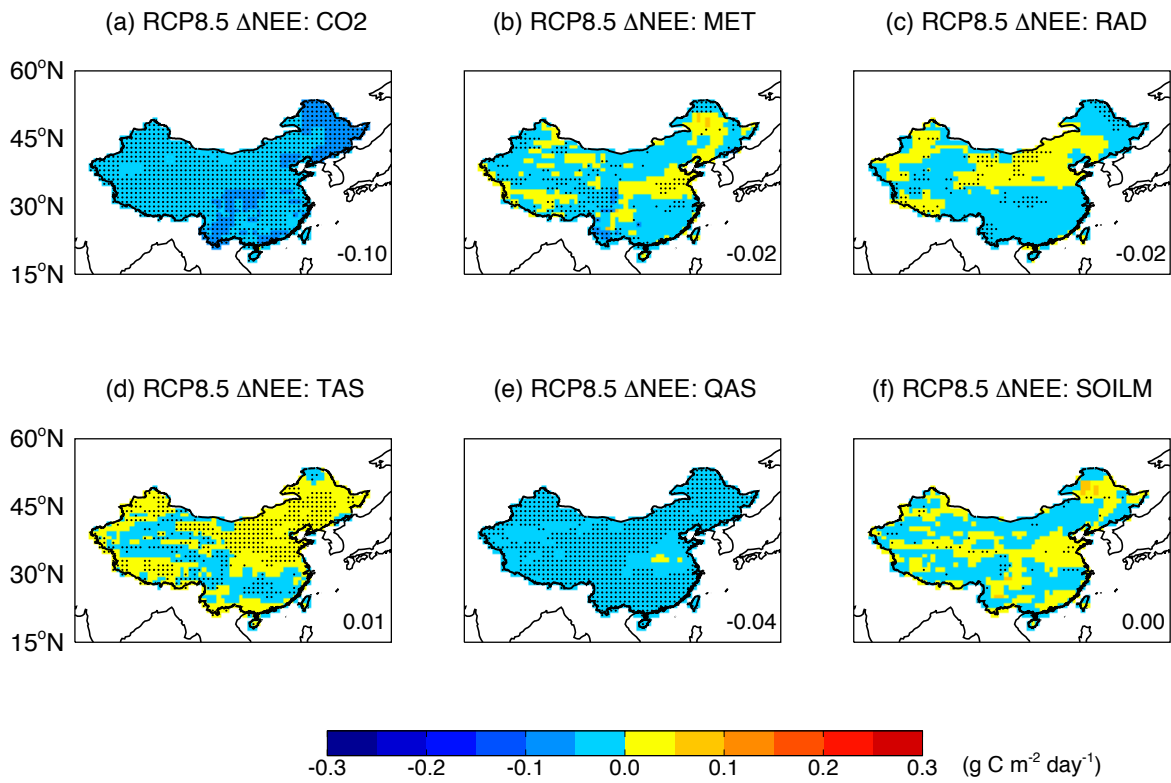 (a) RCP8.5 ΔNEE: CO2
(b) RCP8.5 ΔNEE: MET
(c) RCP8.5 ΔNEE: RAD
60°N
45°N
30°N
15°N
-0.10
-0.02
-0.02
(d) RCP8.5 ΔNEE: TAS
(e) RCP8.5 ΔNEE: QAS
(f) RCP8.5 ΔNEE: SOILM
60°N
45°N
30°N
15°N
0.01
-0.04
0.00
-0.3 -0.2 -0.1 0.0 0.1 0.2 0.3 (g C m⁻² day⁻¹)